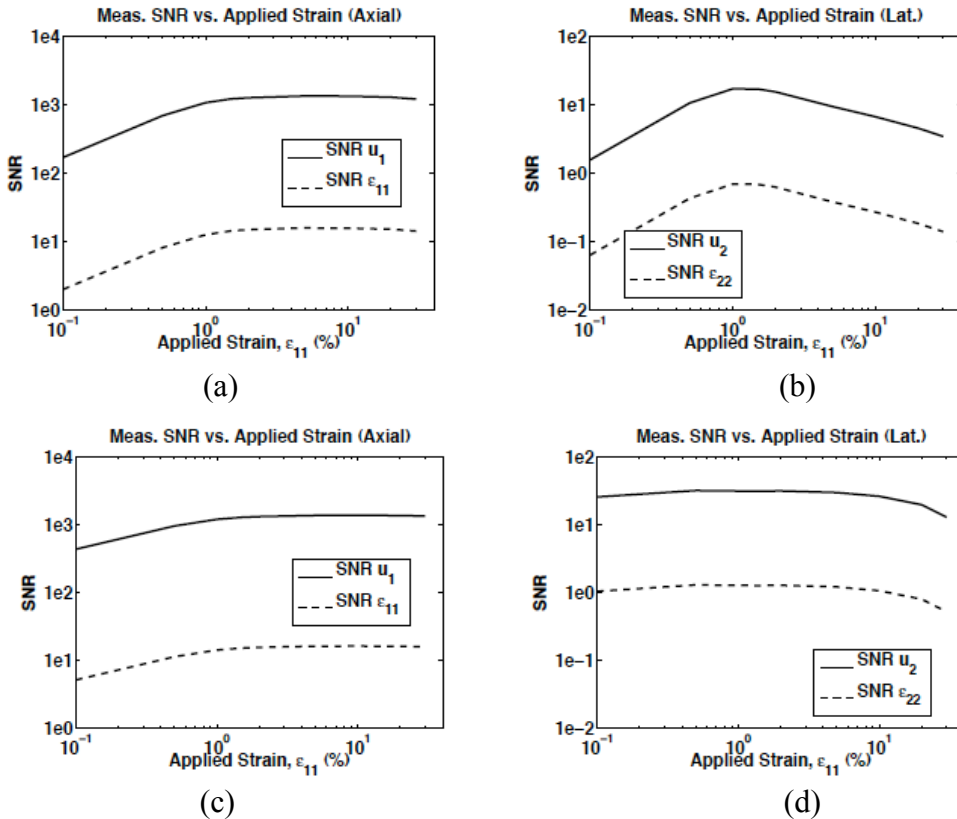 Meas. SNR vs. Applied Strain (Axial)
1e4
1e3
1e2
1e1
1e0
SNR
SNR u₁
SNR ε₁₁
10⁻¹ 10⁰ 10¹
Applied Strain, ε₁₁ (%)
(a)
Meas. SNR vs. Applied Strain (Lat.)
1e2
1e1
1e0
1e−1
1e−2
SNR
SNR u₂
SNR ε₂₂
10⁻¹ 10⁰ 10¹
Applied Strain, ε₁₁ (%)
(b)
Meas. SNR vs. Applied Strain (Axial)
1e4
1e3
1e2
1e1
1e0
SNR
SNR u₁
SNR ε₁₁
10⁻¹ 10⁰ 10¹
Applied Strain, ε₁₁ (%)
(c)
Meas. SNR vs. Applied Strain (Lat.)
1e2
1e1
1e0
1e−1
1e−2
SNR
SNR u₂
SNR ε₂₂
10⁻¹ 10⁰ 10¹
Applied Strain, ε₁₁ (%)
(d)